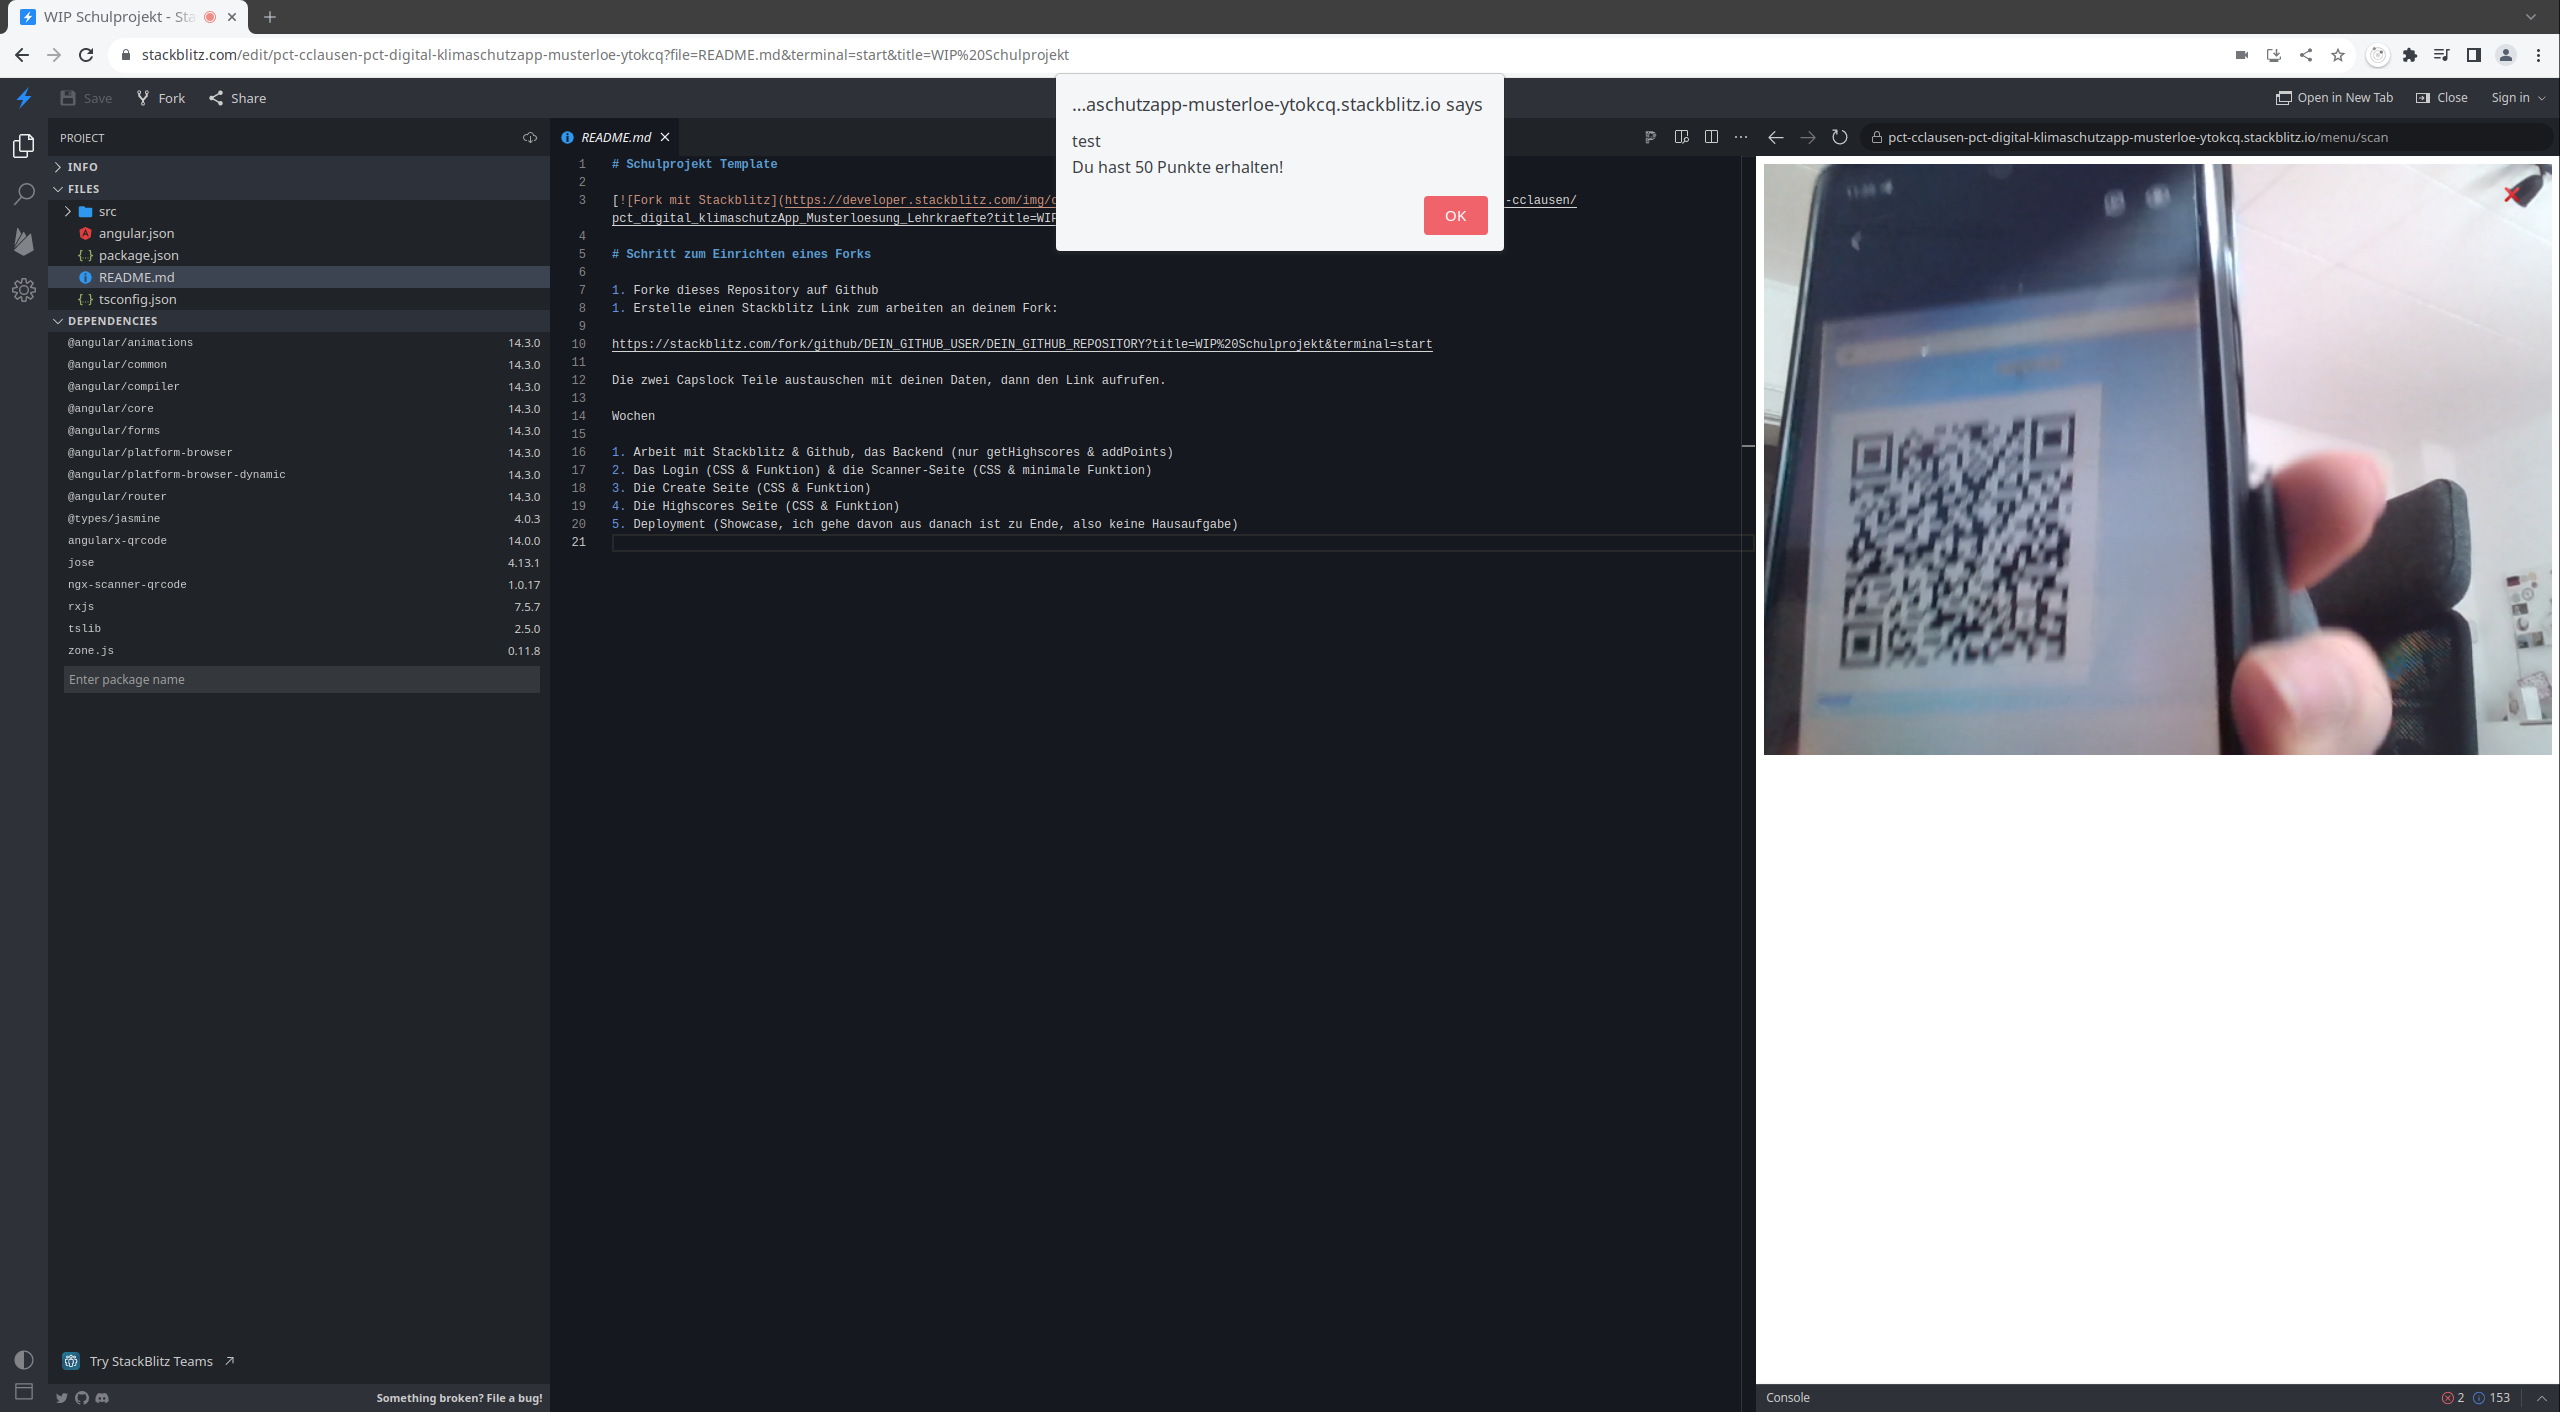 WIP Schulprojekt - Sta
stackblitz.com/edit/pct-cclausen-pct-digital-klimaschutzapp-musterloe-ytokcq?file=README.md&terminal=start&title=WIP%20Schulprojekt
Save
Fork
Share
Open in New Tab
Close
Sign in
...aschutzapp-musterloe-ytokcq.stackblitz.io says
test
Du hast 50 Punkte erhalten!
OK
PROJECT
INFO
FILES
src
angular.json
package.json
README.md
tsconfig.json
DEPENDENCIES
@angular/animations 14.3.0
@angular/common 14.3.0
@angular/compiler 14.3.0
@angular/core 14.3.0
@angular/forms 14.3.0
@angular/platform-browser 14.3.0
@angular/platform-browser-dynamic 14.3.0
@angular/router 14.3.0
@types/jasmine 4.0.3
angularx-qrcode 14.0.0
jose 4.13.1
ngx-scanner-qrcode 1.0.17
rxjs 7.5.7
tslib 2.5.0
zone.js 0.11.8
Enter package name
Try StackBlitz Teams
Something broken? File a bug!
README.md
1 # Schulprojekt Template
2
3 [![Fork mit Stackblitz](https://developer.stackblitz.com/img/ -cclausen/
pct_digital_klimaschutzApp_Musterloesung_Lehrkraefte?title=WIP
4
5 # Schritt zum Einrichten eines Forks
6
7 1. Forke dieses Repository auf Github
8 1. Erstelle einen Stackblitz Link zum arbeiten an deinem Fork:
9
10 https://stackblitz.com/fork/github/DEIN_GITHUB_USER/DEIN_GITHUB_REPOSITORY?title=WIP%20Schulprojekt&terminal=start
11
12 Die zwei Capslock Teile austauschen mit deinen Daten, dann den Link aufrufen.
13
14 Wochen
15
16 1. Arbeit mit Stackblitz & Github, das Backend (nur getHighscores & addPoints)
17 2. Das Login (CSS & Funktion) & die Scanner-Seite (CSS & minimale Funktion)
18 3. Die Create Seite (CSS & Funktion)
19 4. Die Highscores Seite (CSS & Funktion)
20 5. Deployment (Showcase, ich gehe davon aus danach ist zu Ende, also keine Hausaufgabe)
21
pct-cclausen-pct-digital-klimaschutzapp-musterloe-ytokcq.stackblitz.io/menu/scan
Console
2
153